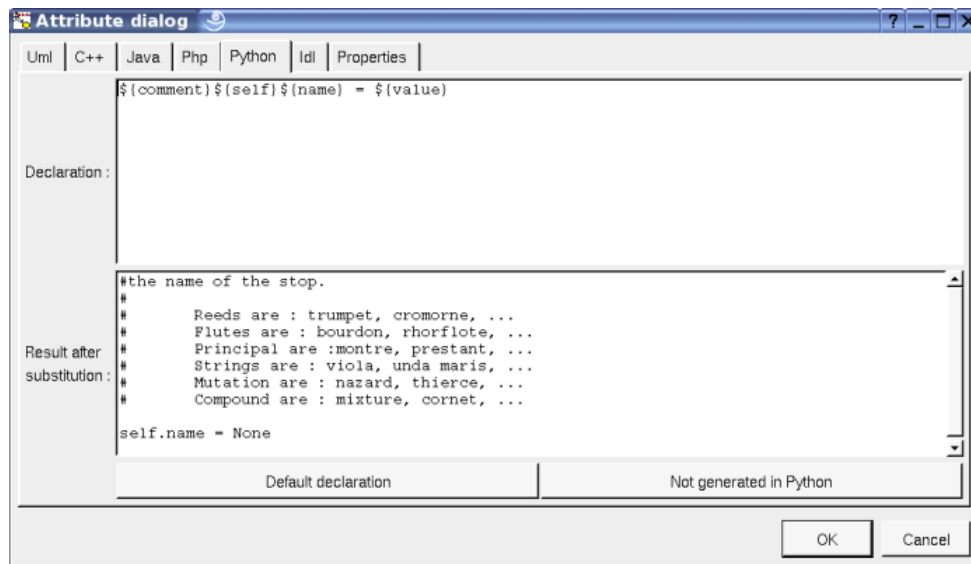 Attribute dialog
Uml C++ Java Php Python Idl Properties
Declaration :
${comment}${self}${name} = ${value}
Result after
substitution :
#the name of the stop.
#
#       Reeds are : trumpet, cromorne, ...
#       Flutes are : bourdon, rhorflote, ...
#       Principal are :montre, prestant, ...
#       Strings are : viola, unda maris, ...
#       Mutation are : nazard, thierce, ...
#       Compound are : mixture, cornet, ...
self.name = None
Default declaration Not generated in Python
OK Cancel